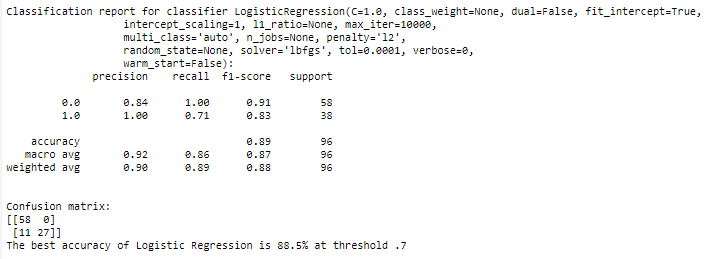 Classification report for classifier LogisticRegression(C=1.0, class_weight=None, dual=False, fit_intercept=True,
intercept_scaling=1, l1_ratio=None, max_iter=10000,
multi_class='auto', n_jobs=None, penalty='l2',
random_state=None, solver='lbfgs', tol=0.0001, verbose=0,
warm_start=False):
precision recall f1-score support
0.0 0.84 1.00 0.91 58
1.0 1.00 0.71 0.83 38
accuracy 0.89 96
macro avg 0.92 0.86 0.87 96
weighted avg 0.90 0.89 0.88 96
Confusion matrix:
[[58 0]
[11 27]]
The best accuracy of Logistic Regression is 88.5% at threshold .7